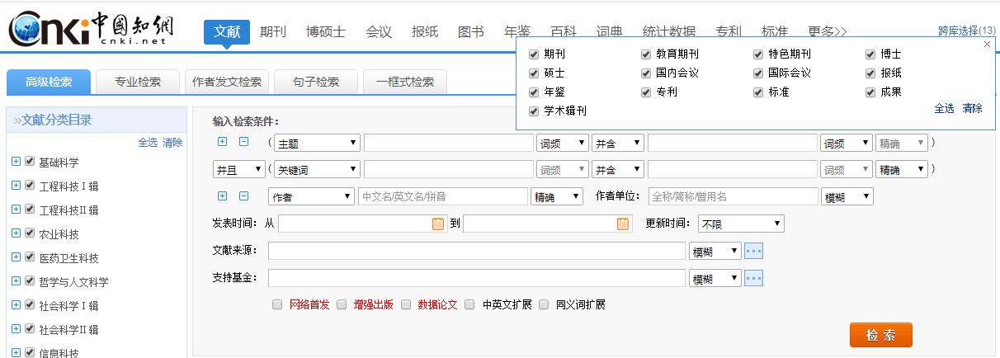 Cnki 中国知网
cnki.net
文献 期刊 博硕士 会议 报纸 图书 年鉴 百科 词典 统计数据 专利 标准 更多>> 跨库选择(13)
期刊 教育期刊 特色期刊 博士
硕士 国内会议 国际会议 报纸
年鉴 专利 标准 成果
学术辑刊 全选 清除
高级检索 专业检索 作者发文检索 句子检索 一框式检索
文献分类目录
全选 清除
基础科学
工程科技Ⅰ辑
工程科技Ⅱ辑
农业科技
医药卫生科技
哲学与人文科学
社会科学Ⅰ辑
社会科学Ⅱ辑
信息科技
输入检索条件：
( 主题 词频 并含 词频 精确 )
并且 ( 关键词 词频 并含 词频 精确 )
作者 中文名/英文名/拼音 精确 作者单位： 全称/简称/曾用名 模糊
发表时间：从 到 更新时间： 不限
文献来源： 模糊 ...
支持基金： 模糊 ...
网络首发 增强出版 数据论文 中英文扩展 同义词扩展
检 索